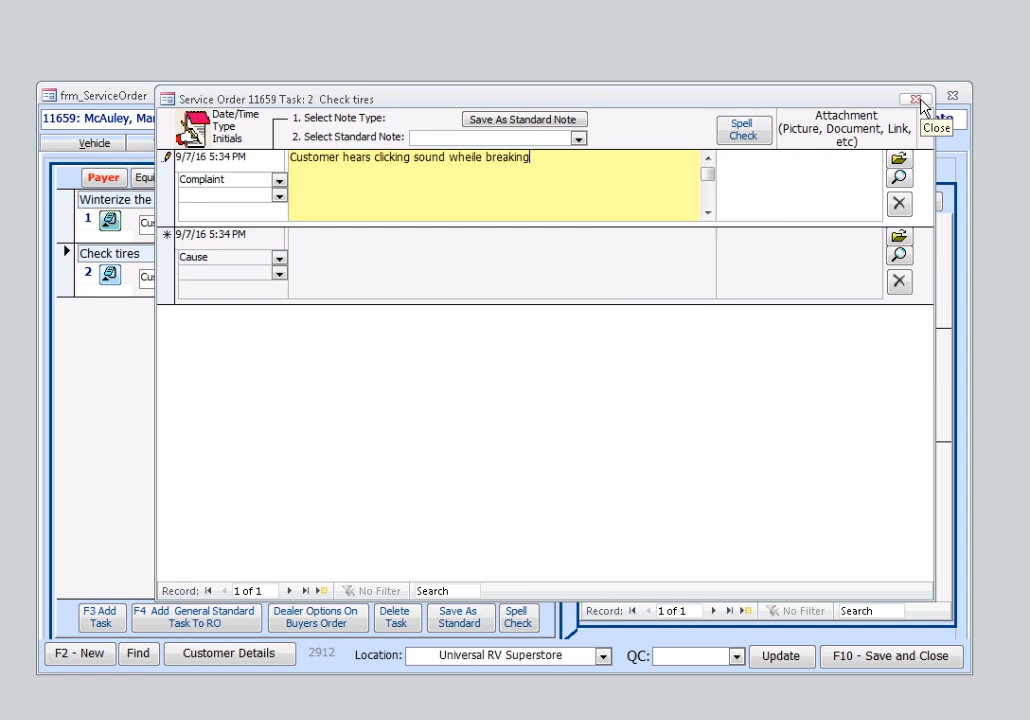 frm_ServiceOrder
Service Order 11659 Task: 2 Check tires
Close
11659: McAuley, Mar
Date/Time
Type
Initials
1. Select Note Type:
Save As Standard Note
2. Select Standard Note:
Spell
Check
Attachment
(Picture, Document, Link,
etc)
Vehicle
9/7/16 5:34 PM
Customer hears clicking sound wheile breaking
Complaint
Payer
Equi
Winterize the
1
Cus
9/7/16 5:34 PM
Cause
Check tires
2
Cus
Record:
1 of 1
No Filter
Search
F3 Add
Task
F4 Add General Standard
Task To RO
Dealer Options On
Buyers Order
Delete
Task
Save As
Standard
Spell
Check
Record:
1 of 1
No Filter
Search
F2 - New
Find
Customer Details
2912
Location:
Universal RV Superstore
QC:
Update
F10 - Save and Close